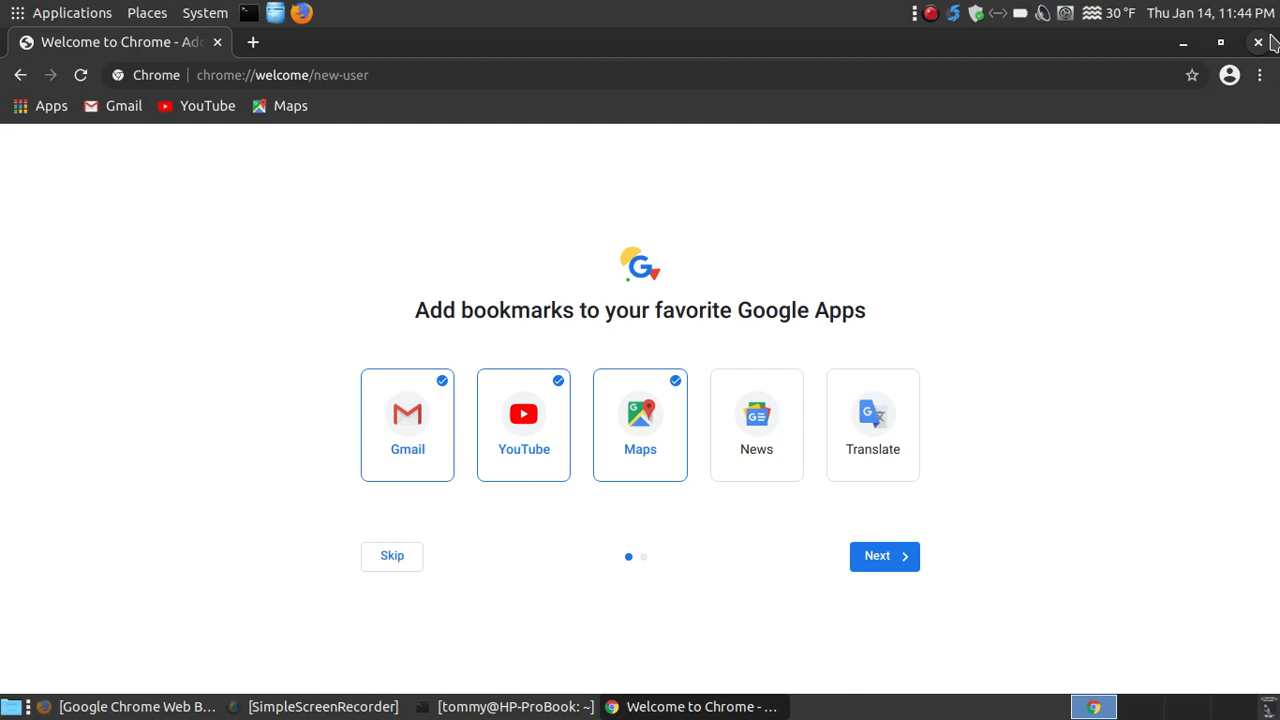 Applications Places System 30 °F Thu Jan 14, 11:44 PM
Welcome to Chrome - Adc
Chrome chrome://welcome/new-user
Apps Gmail YouTube Maps
Add bookmarks to your favorite Google Apps
Gmail YouTube Maps News Translate
Skip Next
[Google Chrome Web B... [SimpleScreenRecorder] [tommy@HP-ProBook: ~] Welcome to Chrome - ...